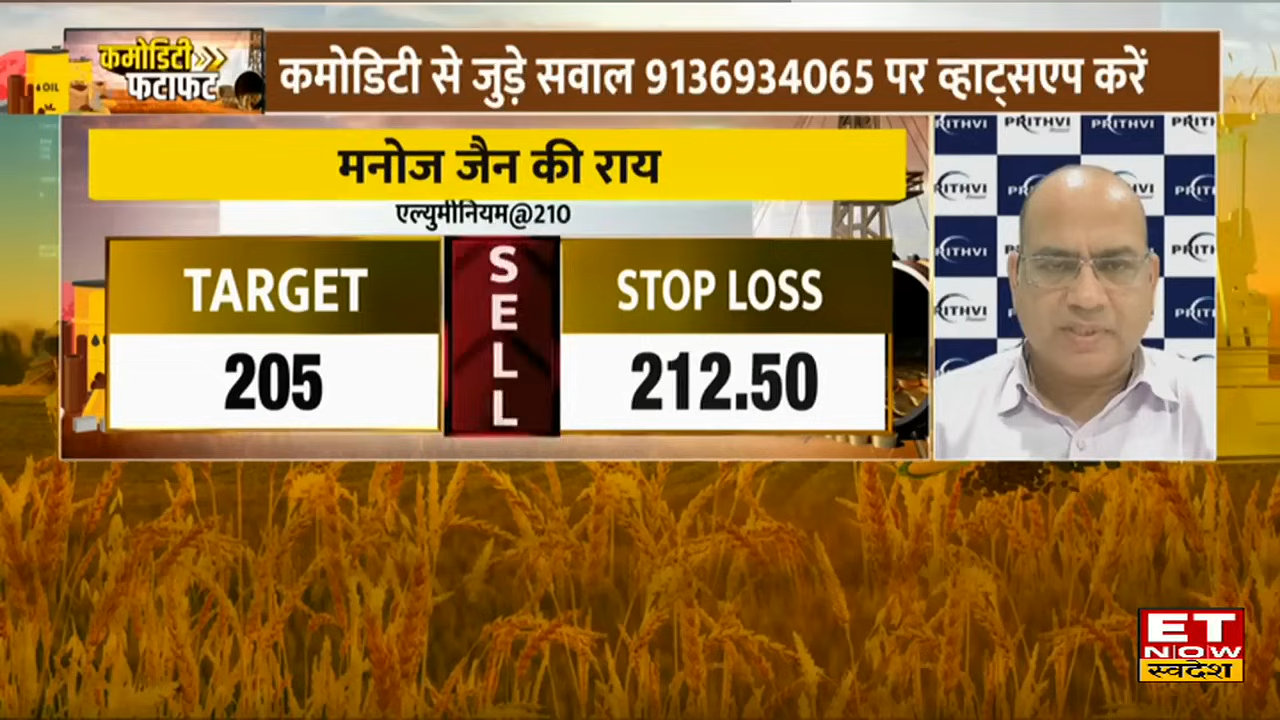 कमोडिटी
फटाफट
OIL
कमोडिटी से जुड़े सवाल 9136934065 पर व्हाट्सएप करें
मनोज जैन की राय
एल्युमीनियम@210
TARGET
SELL
STOP LOSS
205
212.50
PRITHVI
ET
NOW
स्वदेश